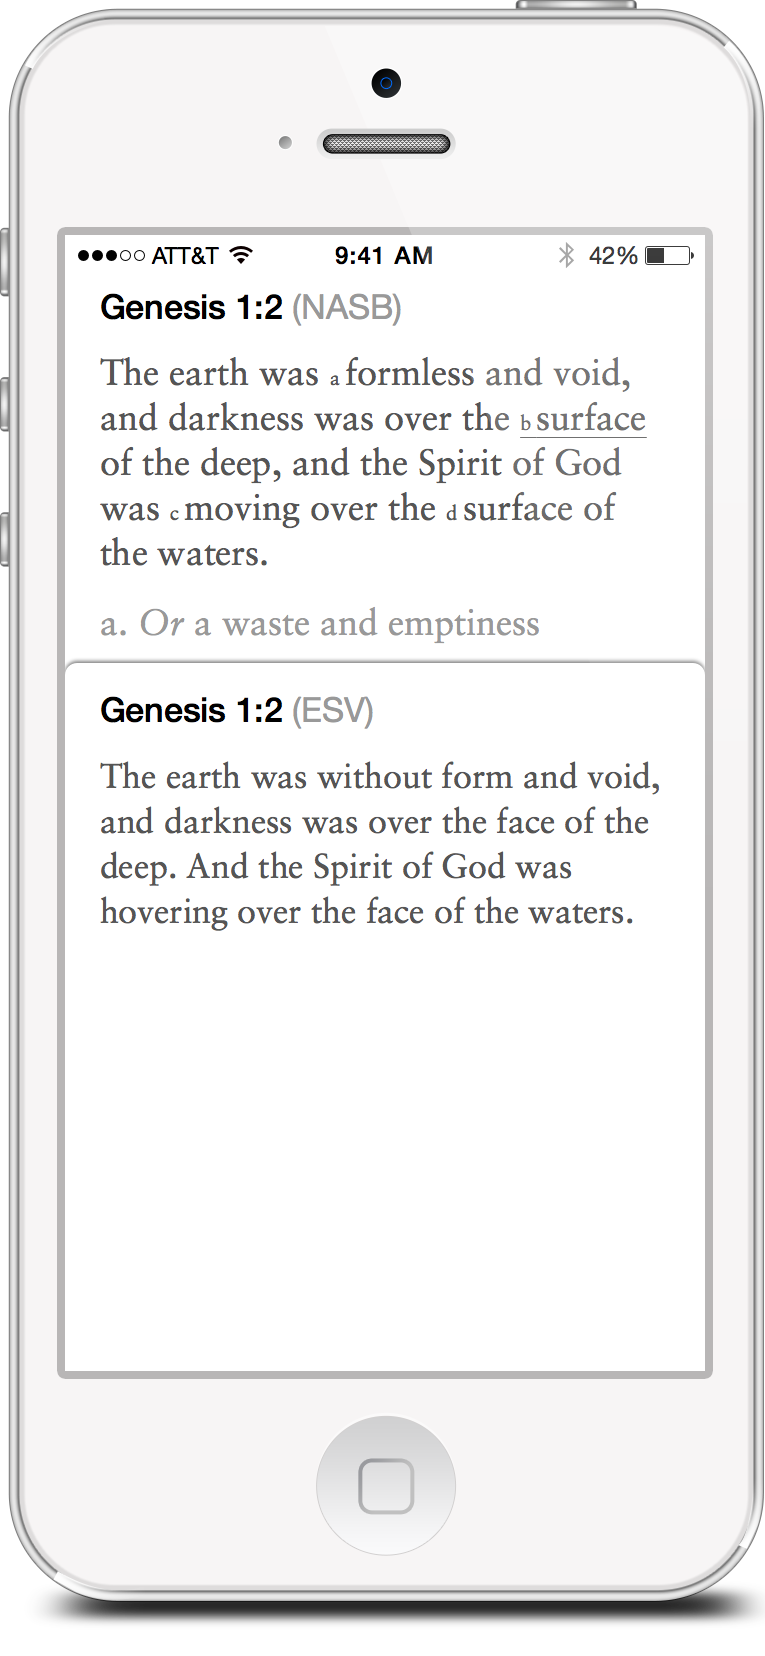 ATT&T 9:41 AM 42%
Genesis 1:2 (NASB)
The earth was a formless and void,
and darkness was over the b surface
of the deep, and the Spirit of God
was c moving over the d surface of
the waters.
a. Or a waste and emptiness
Genesis 1:2 (ESV)
The earth was without form and void,
and darkness was over the face of the
deep. And the Spirit of God was
hovering over the face of the waters.